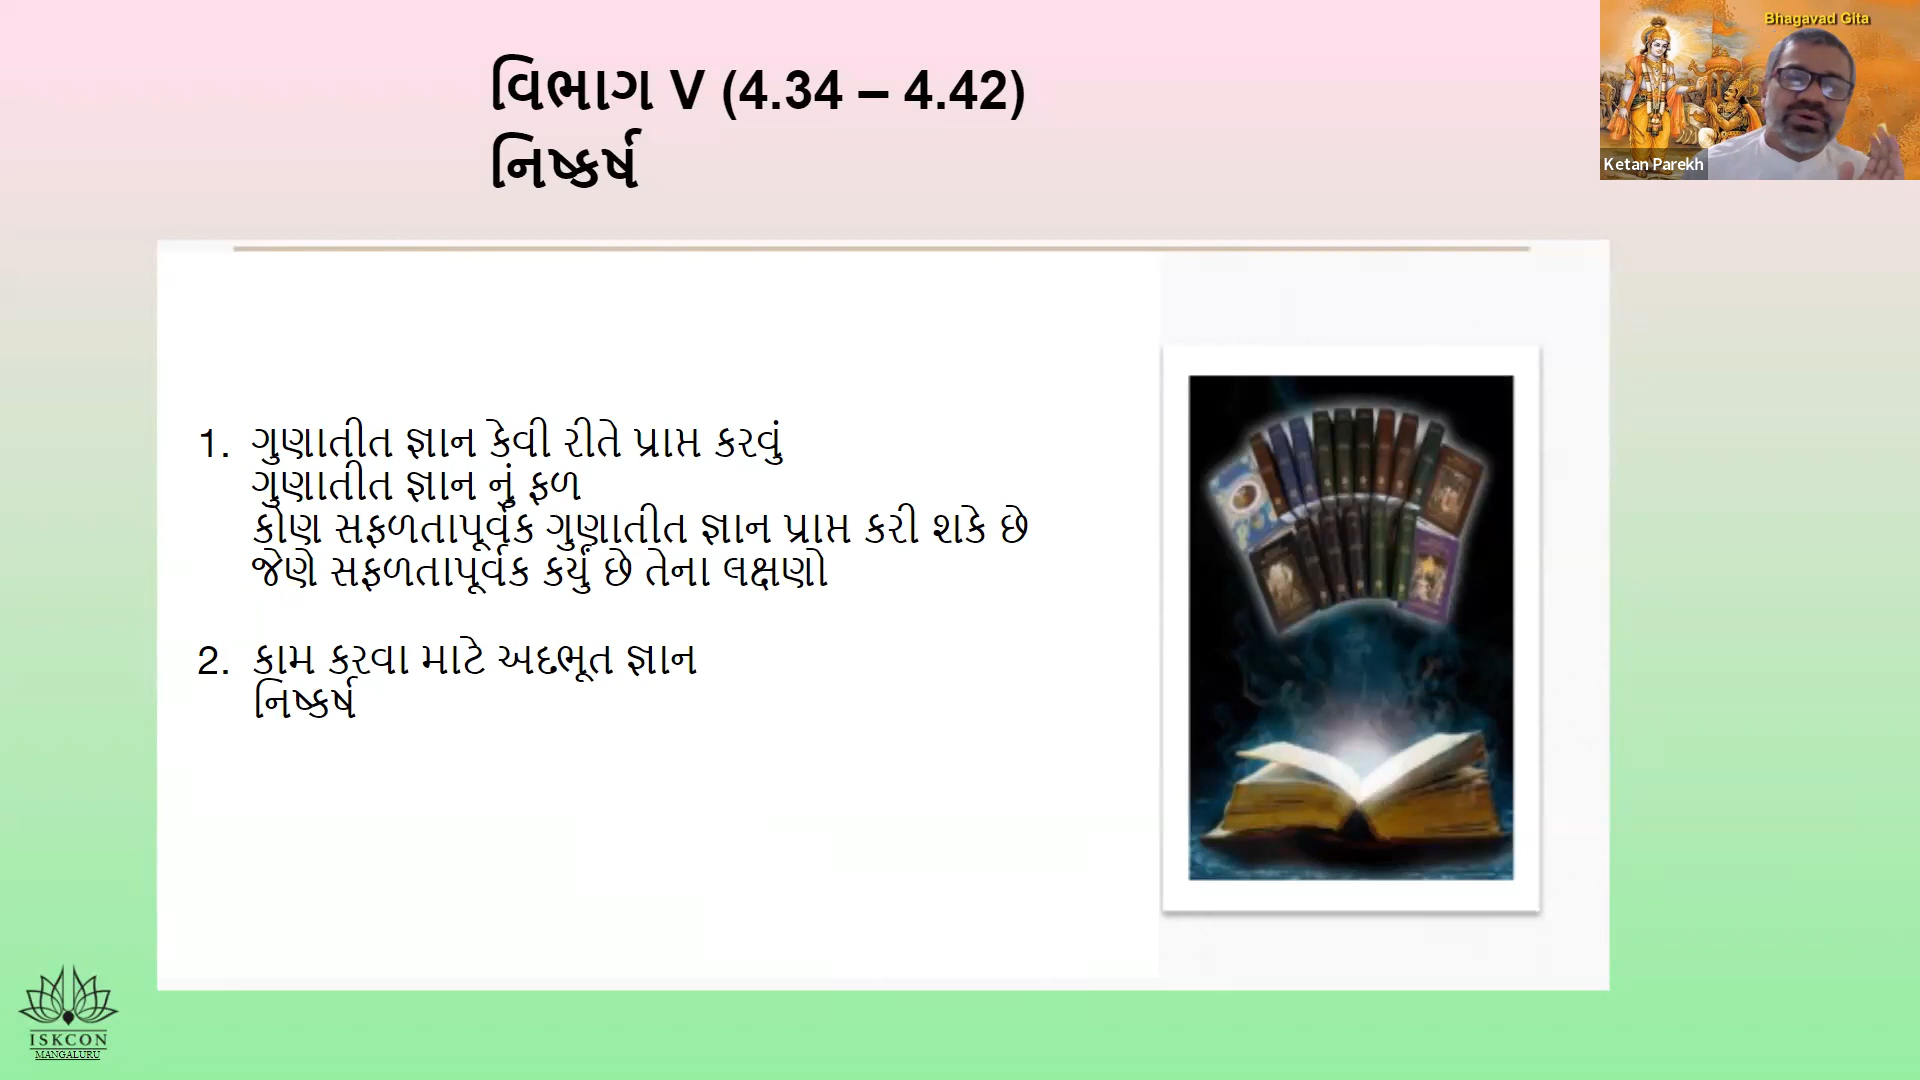 વિભાગ V (4.34 – 4.42)
નિષ્કર્ષ
Bhagavad Gita
Ketan Parekh
1. ગુણાતીત જ્ઞાન કેવી રીતે પ્રાપ્ત કરવું
ગુણાતીત જ્ઞાન નું ફળ
કોણ સફળતાપૂર્વક ગુણાતીત જ્ઞાન પ્રાપ્ત કરી શકે છે
જેણે સફળતાપૂર્વક કર્યું છે તેના લક્ષણો
2. કામ કરવા માટે અદભૂત જ્ઞાન
નિષ્કર્ષ
ISKCON
MANGALURU